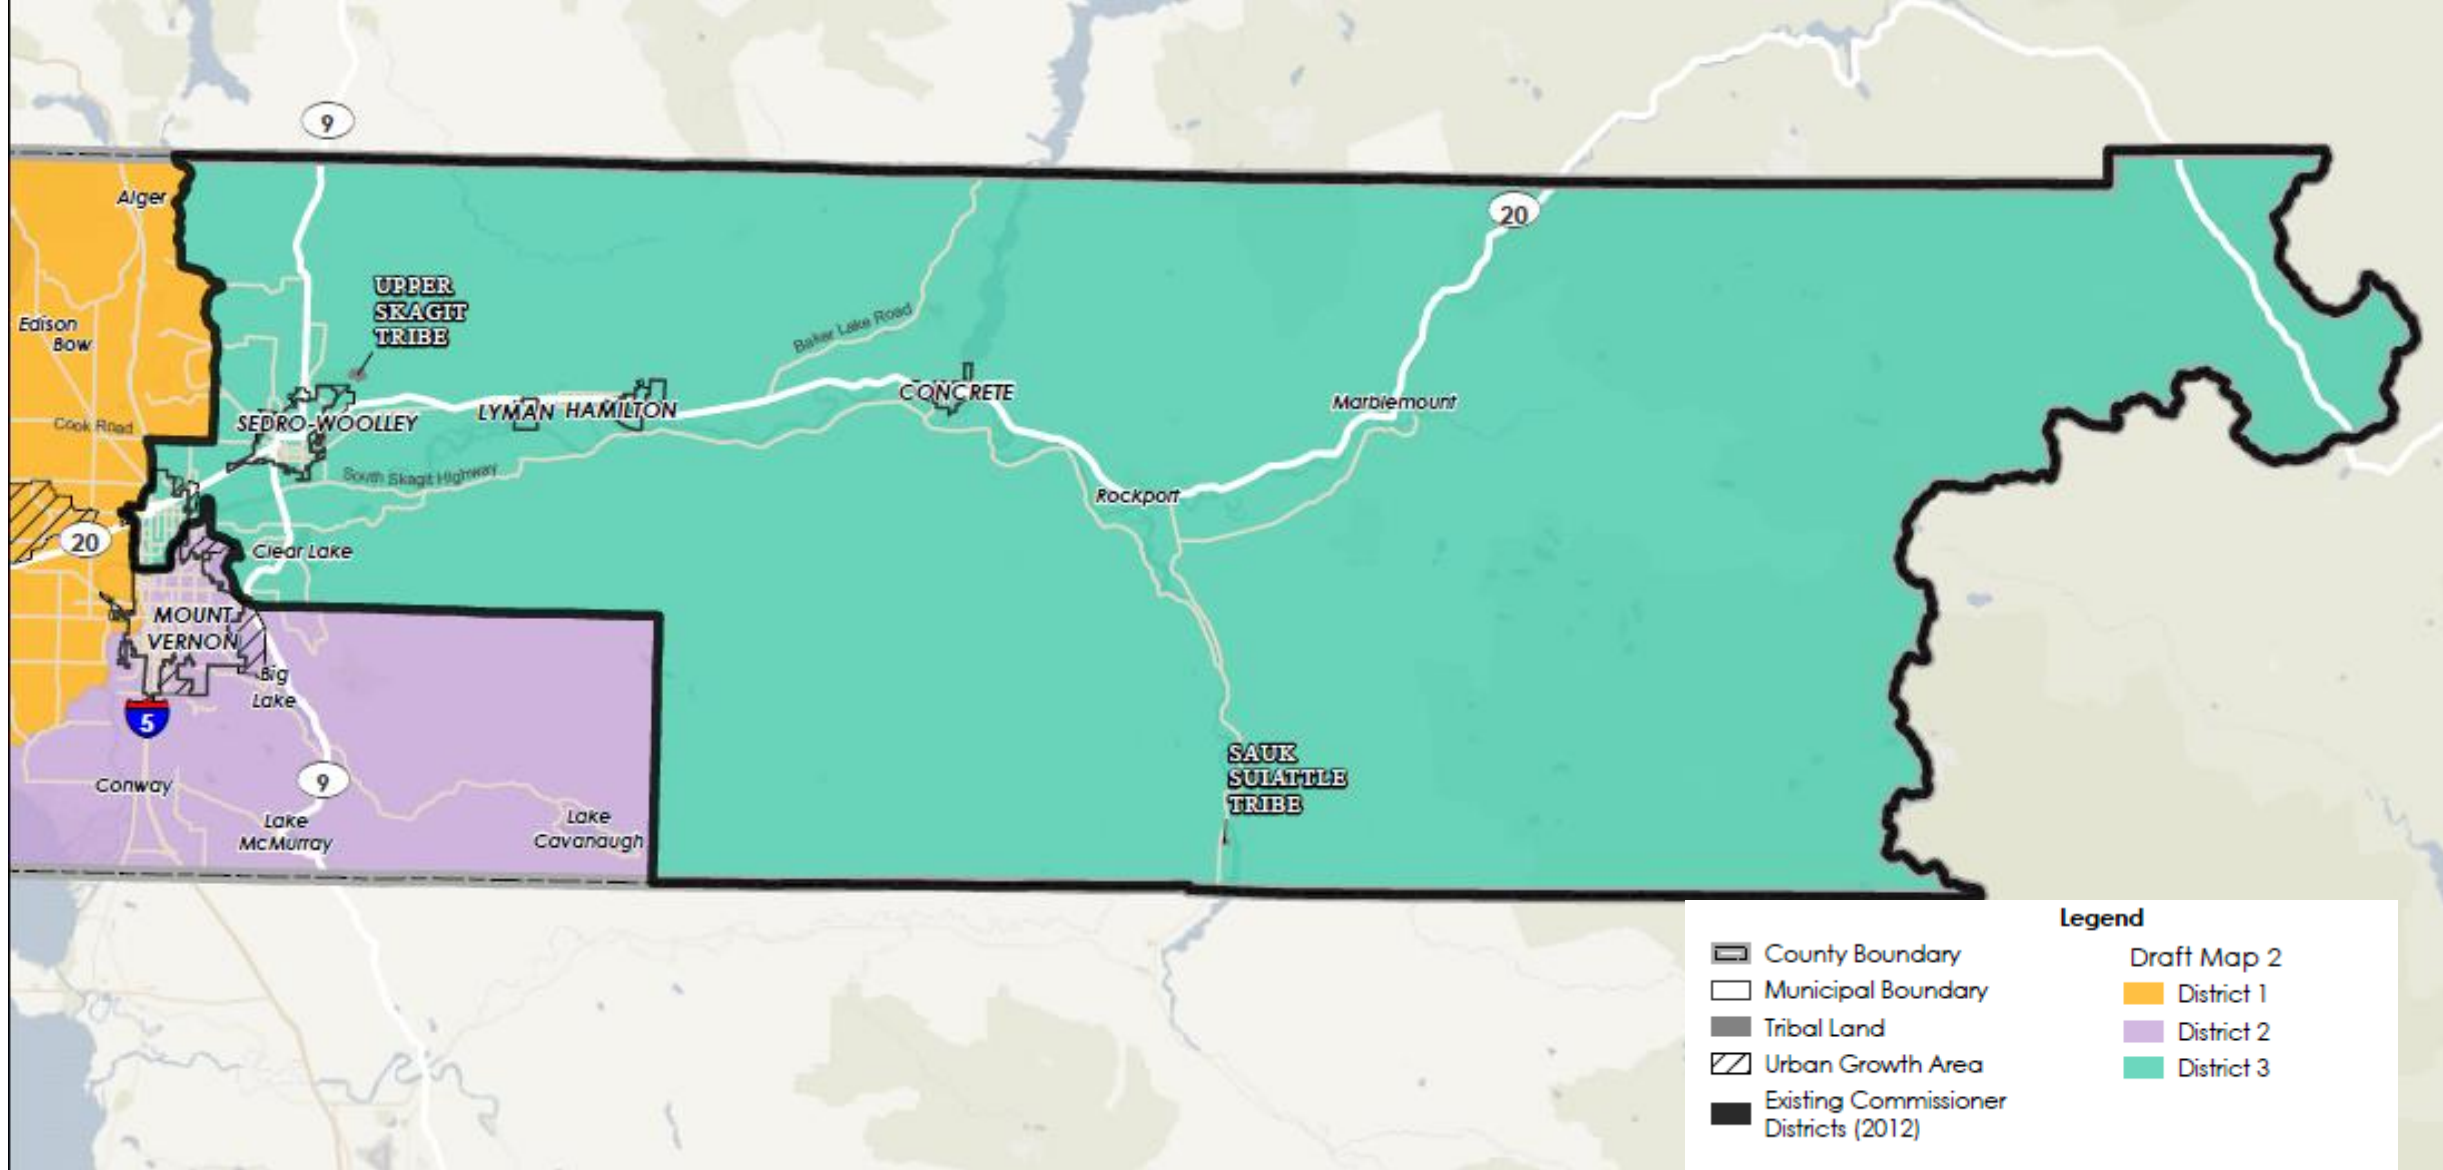 9
Alger
20
UPPER
SKAGIT
TRIBE
Edison
Bow
Baker Lake Road
CONCRETE
Marblemount
LYMAN HAMILTON
Cook Road
SEDRO-WOOLLEY
South Skagit Highway
Rockport
20
Clear Lake
MOUNT
VERNON
Big
Lake
5
SAUK
SUIATTLE
TRIBE
9
Conway
Lake
McMurray
Lake
Cavanaugh
Legend
County Boundary
Municipal Boundary
Tribal Land
Urban Growth Area
Existing Commissioner
Districts (2012)
Draft Map 2
District 1
District 2
District 3